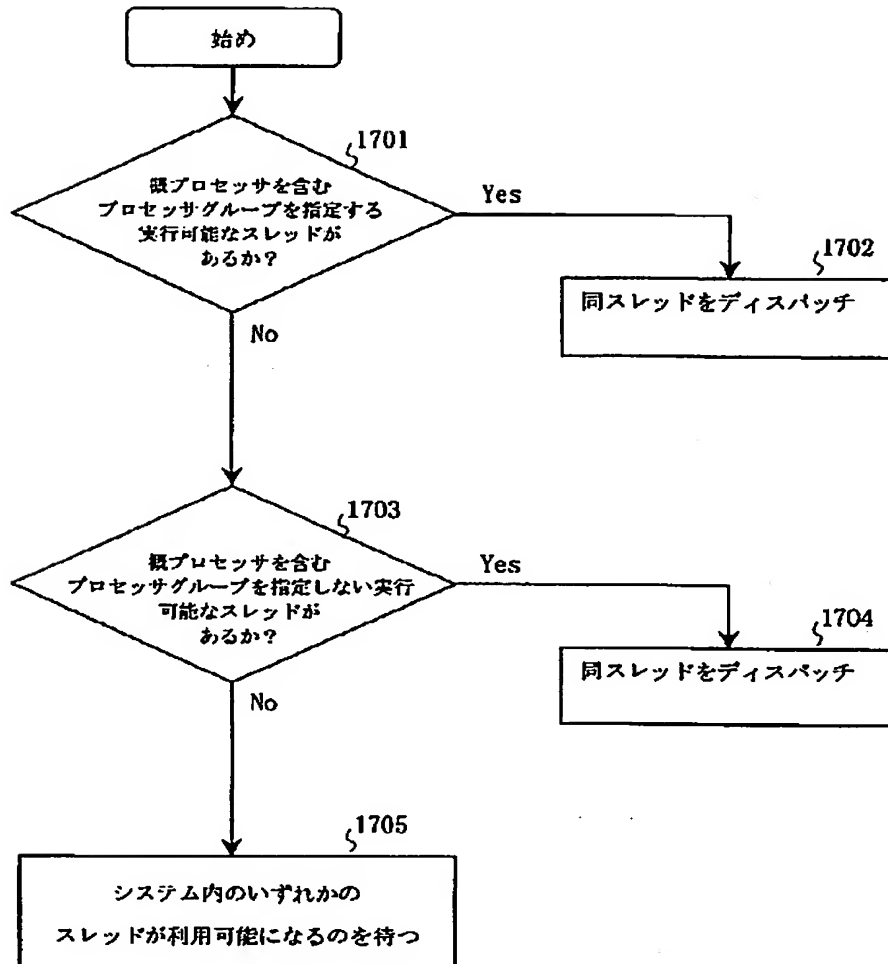 始め
1701
概プロセッサを含む
プロセッサグループを指定する
実行可能なスレッドが
あるか？
Yes
1702
同スレッドをディスパッチ
No
1703
概プロセッサを含む
プロセッサグループを指定しない実行
可能なスレッドが
あるか？
Yes
1704
同スレッドをディスパッチ
No
1705
システム内のいずれかの
スレッドが利用可能になるのを待つ